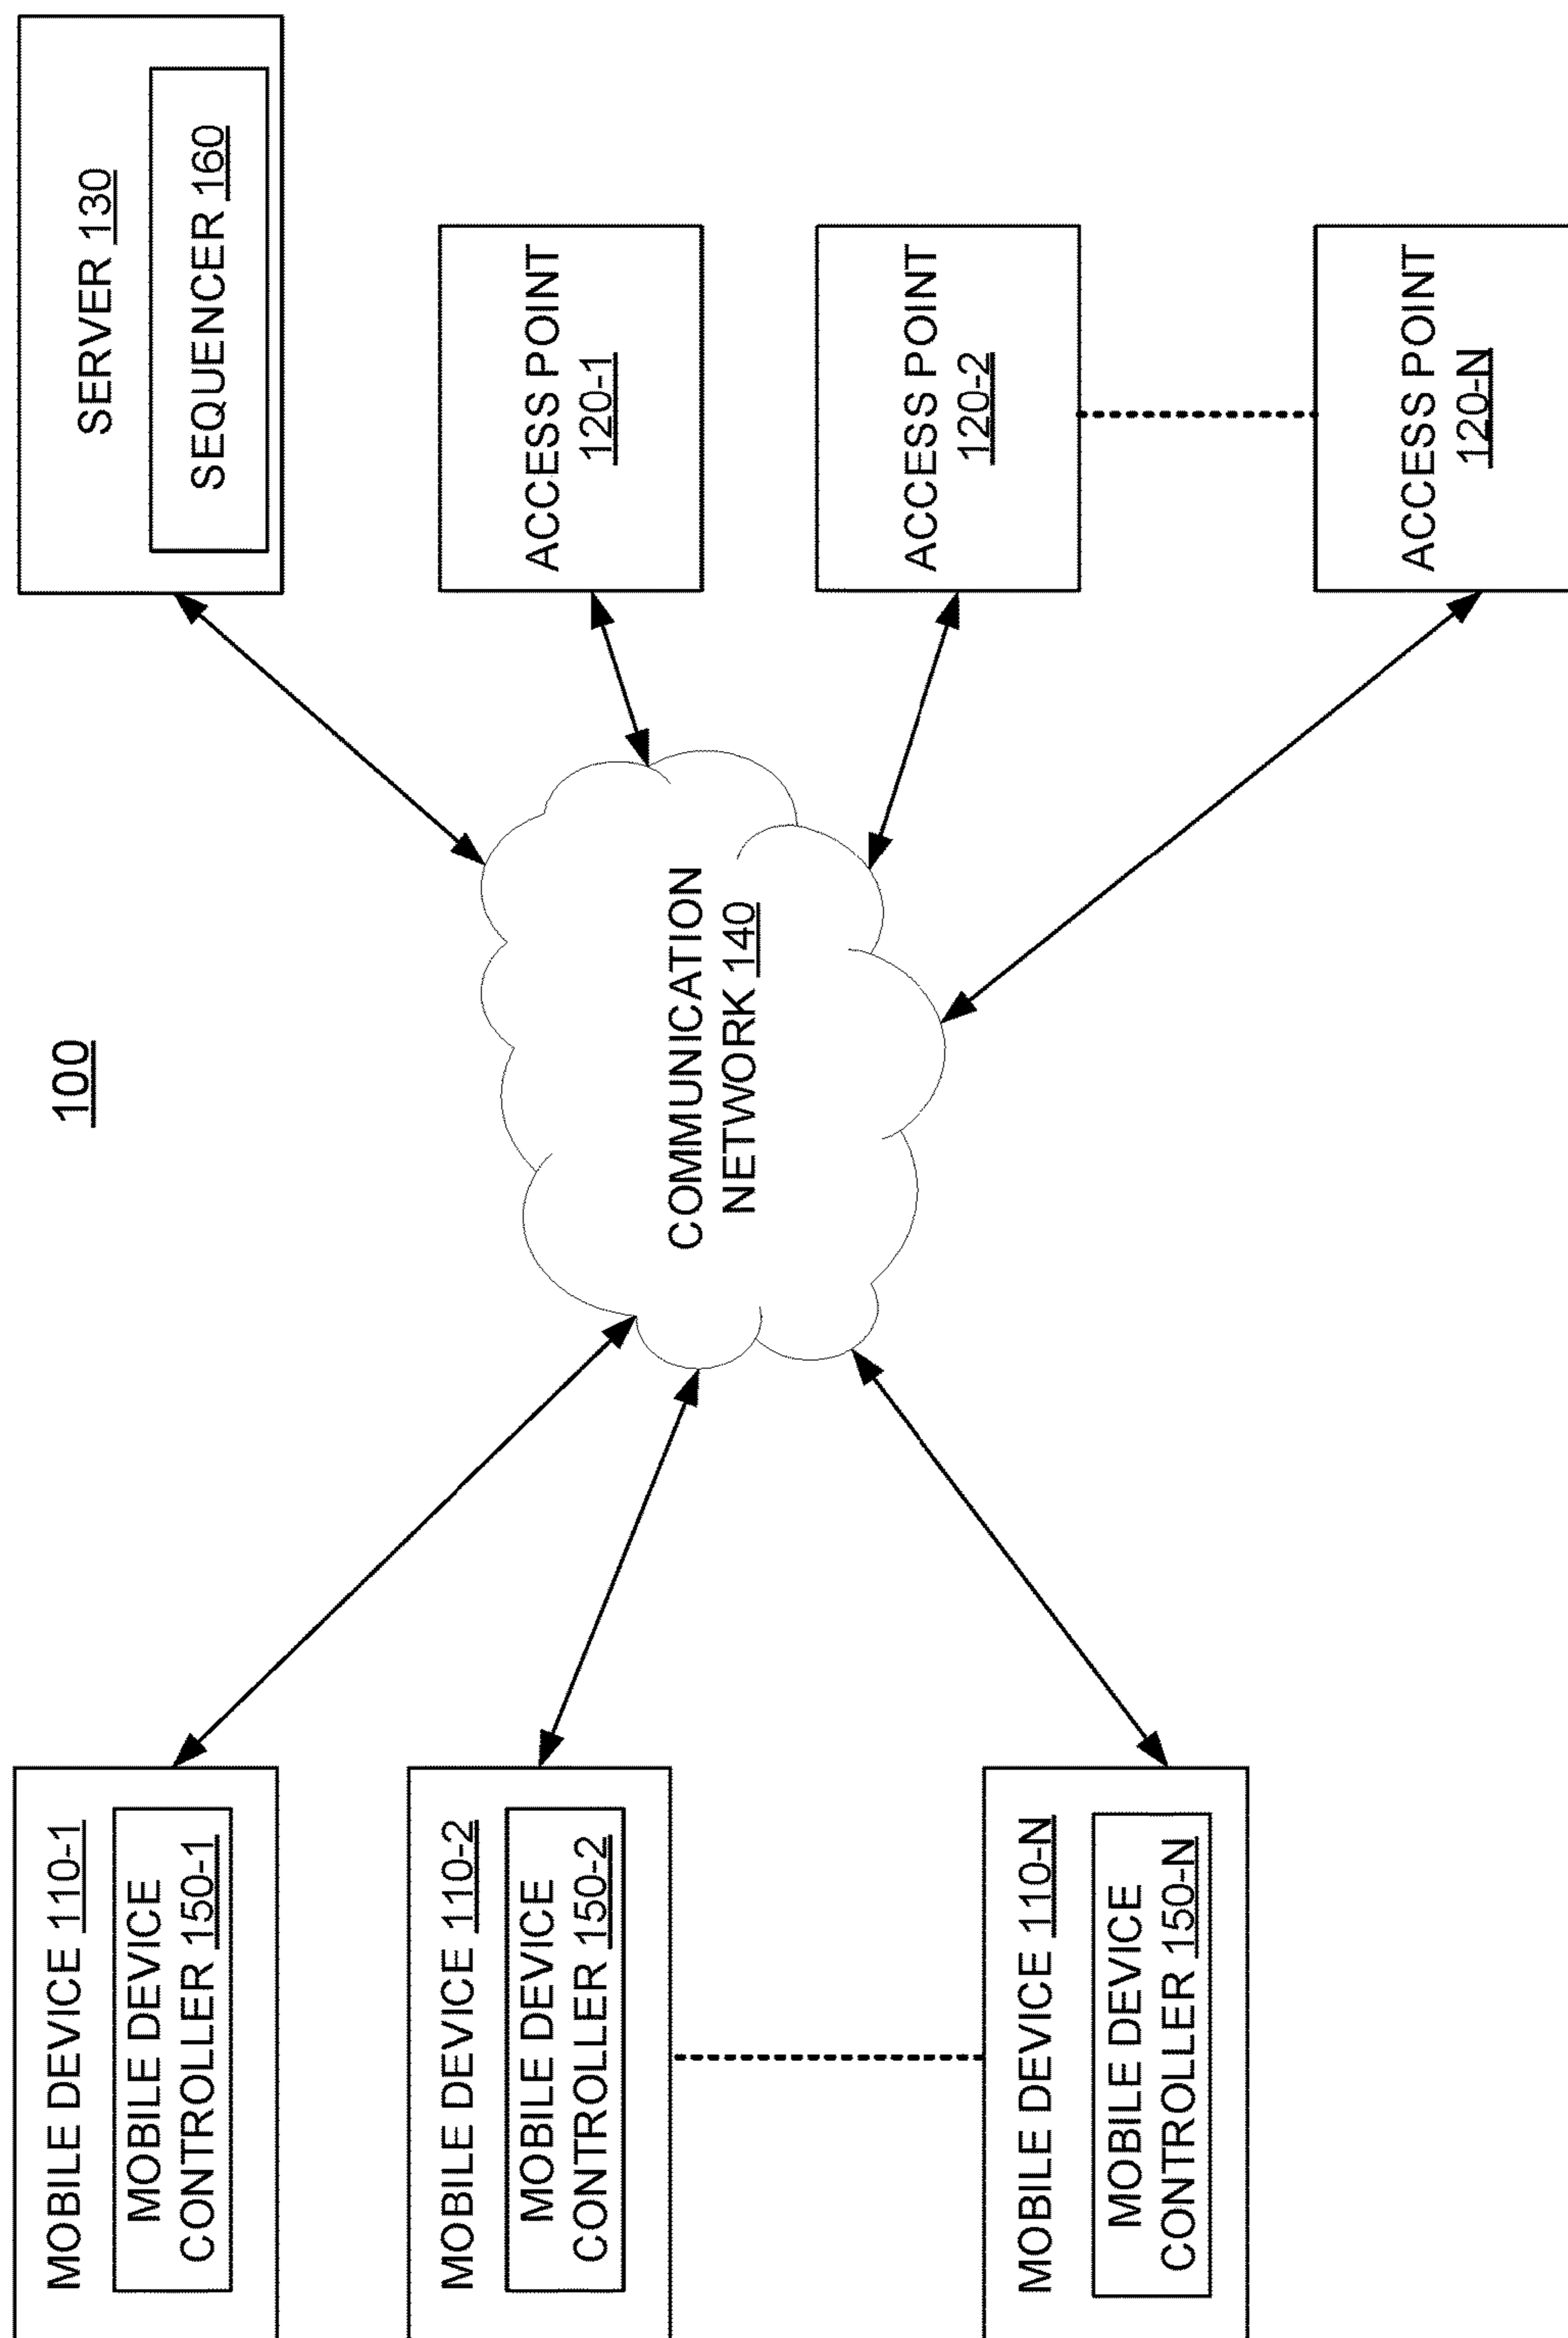 100
MOBILE DEVICE 110-1
MOBILE DEVICE
CONTROLLER 150-1
MOBILE DEVICE 110-2
MOBILE DEVICE
CONTROLLER 150-2
MOBILE DEVICE 110-N
MOBILE DEVICE
CONTROLLER 150-N
COMMUNICATION
NETWORK 140
SERVER 130
SEQUENCER 160
ACCESS POINT
120-1
ACCESS POINT
120-2
ACCESS POINT
120-N